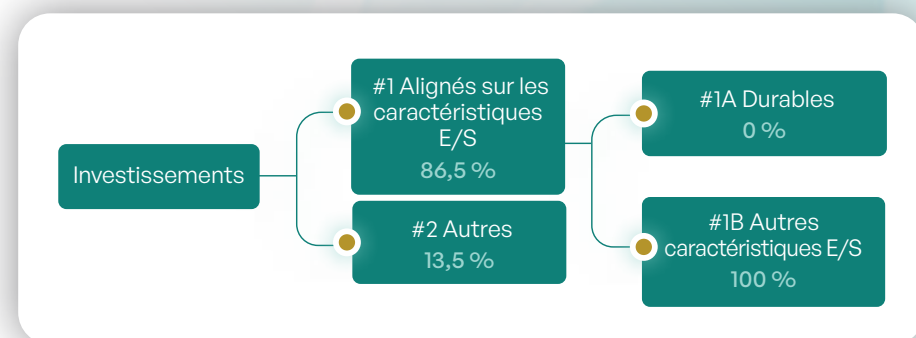 Investissements
#1 Alignés sur les
caractéristiques
E/S
86,5 %
#2 Autres
13,5 %
#1A Durables
0 %
#1B Autres
caractéristiques E/S
100 %